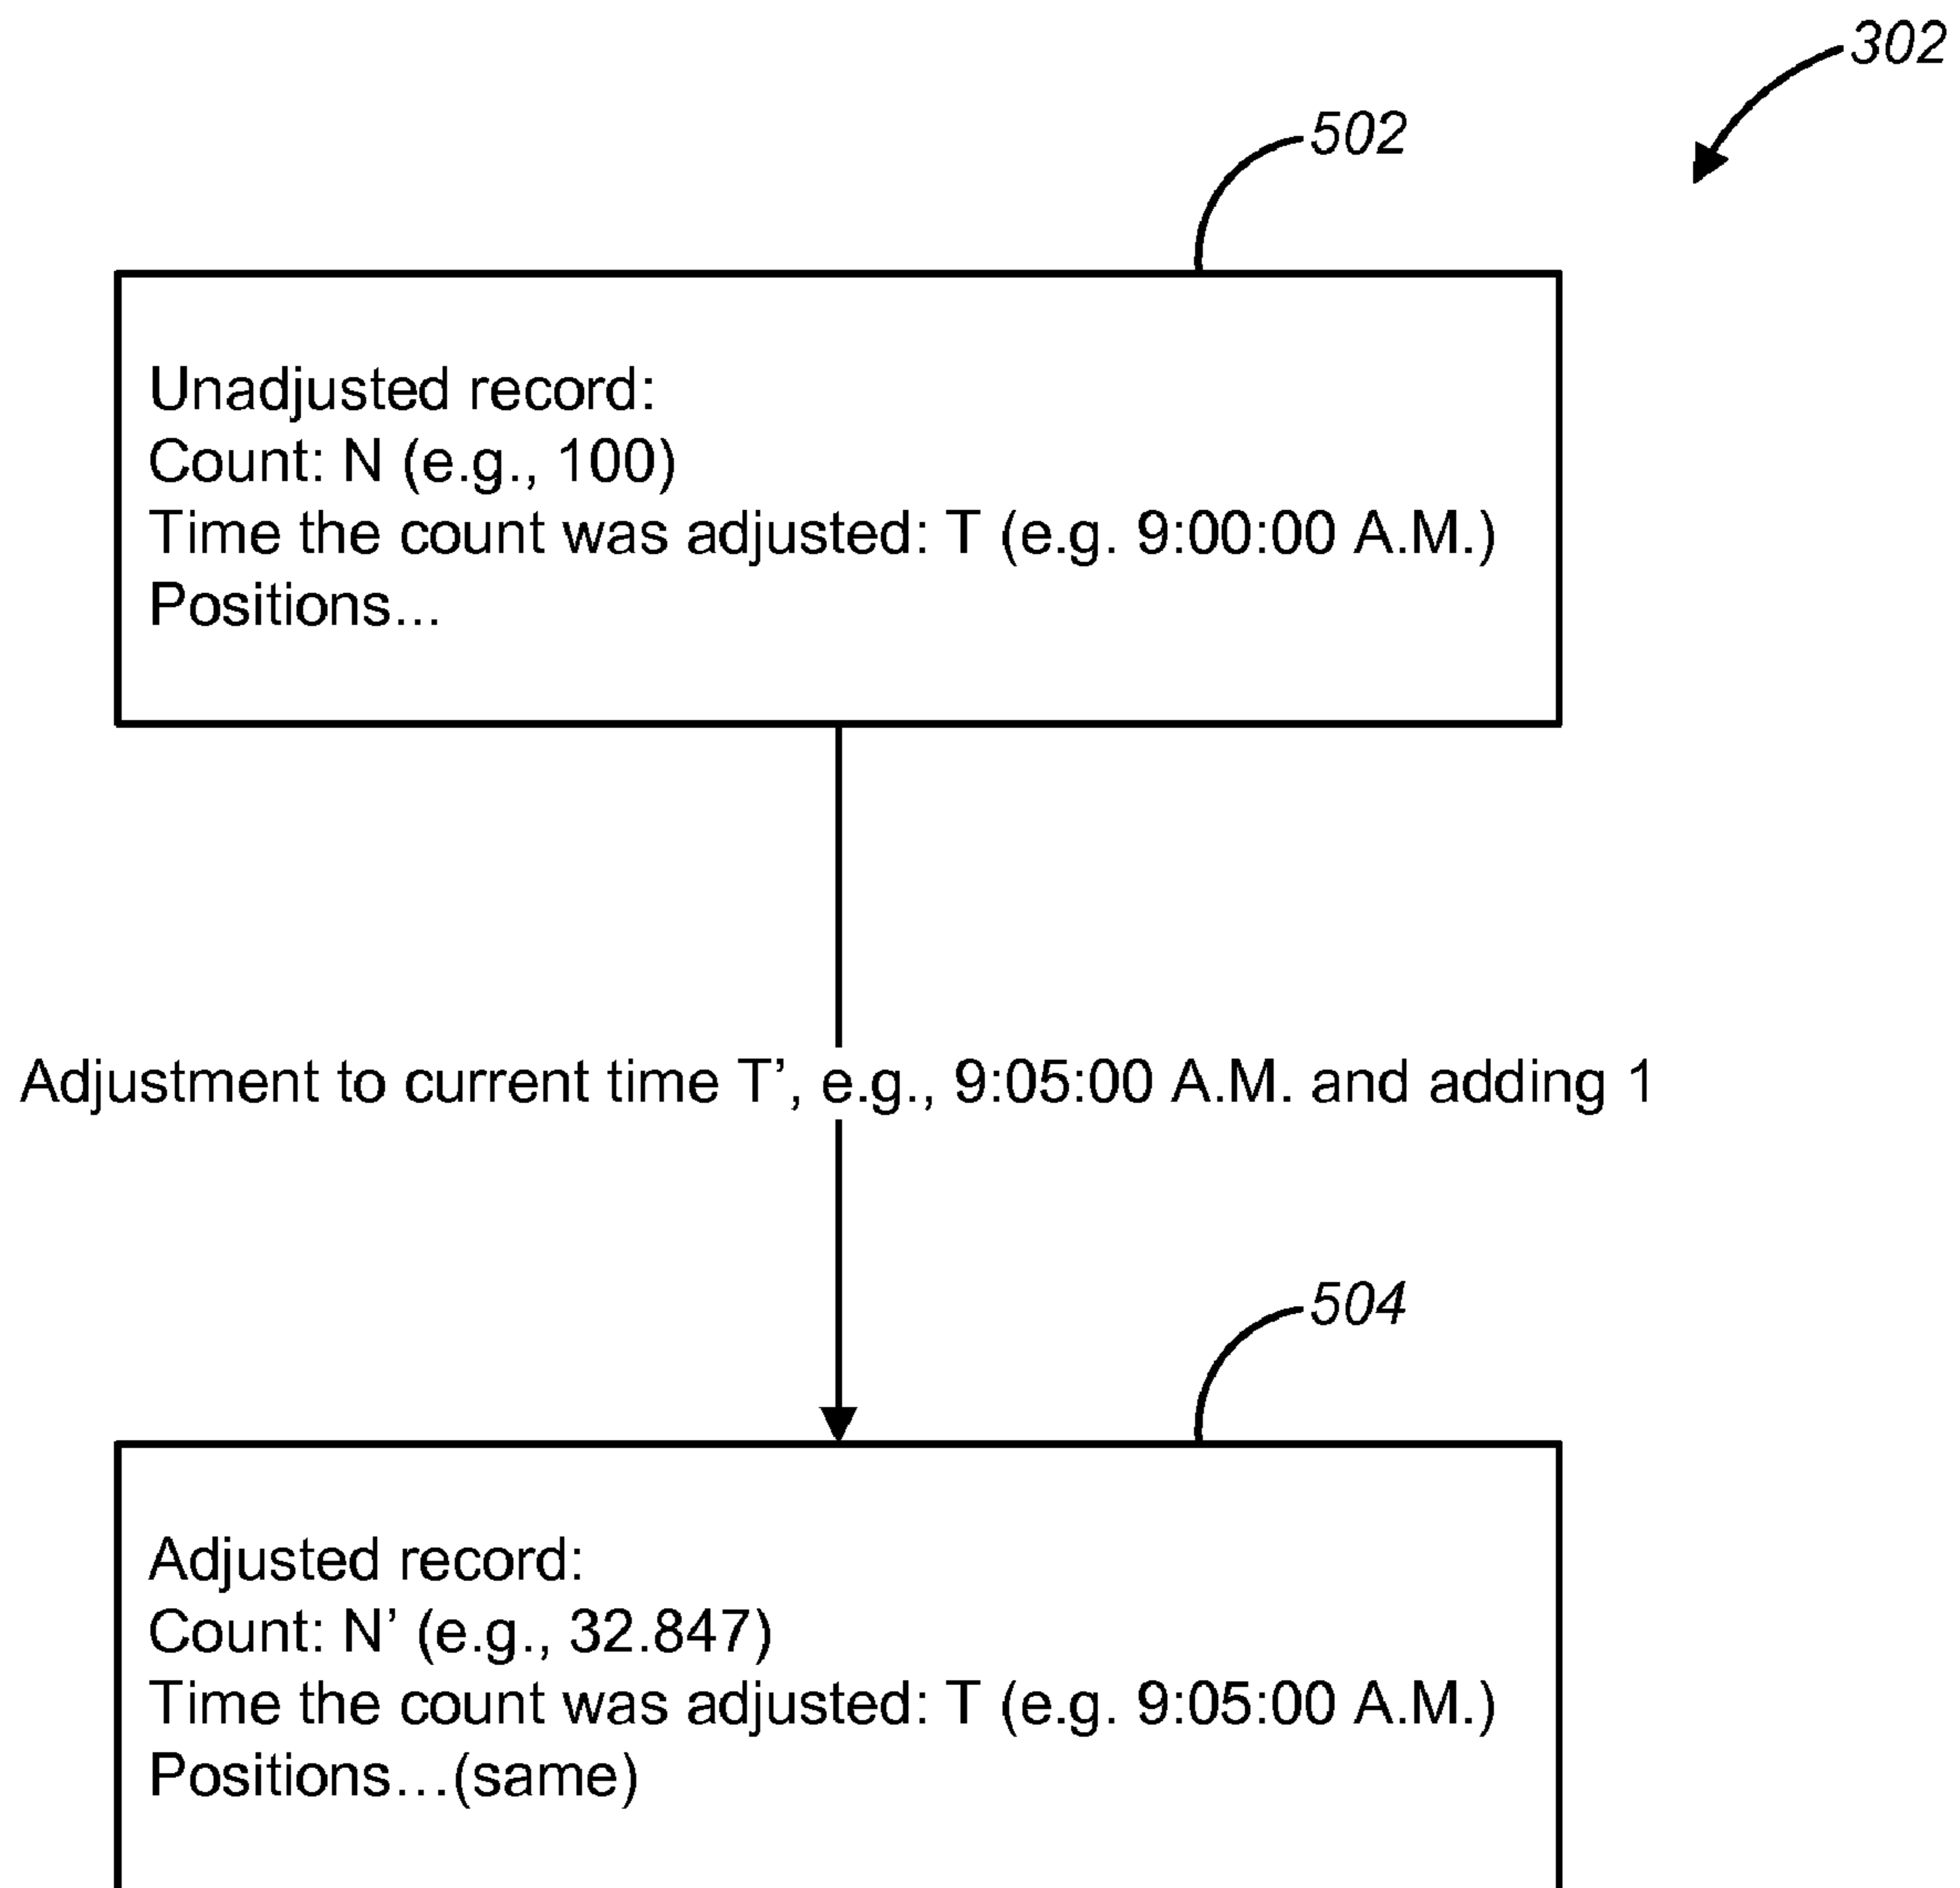 302
502
Unadjusted record:
Count: N (e.g., 100)
Time the count was adjusted: T (e.g. 9:00:00 A.M.)
Positions...
Adjustment to current time T’, e.g., 9:05:00 A.M. and adding 1
504
Adjusted record:
Count: N’ (e.g., 32.847)
Time the count was adjusted: T (e.g. 9:05:00 A.M.)
Positions...(same)